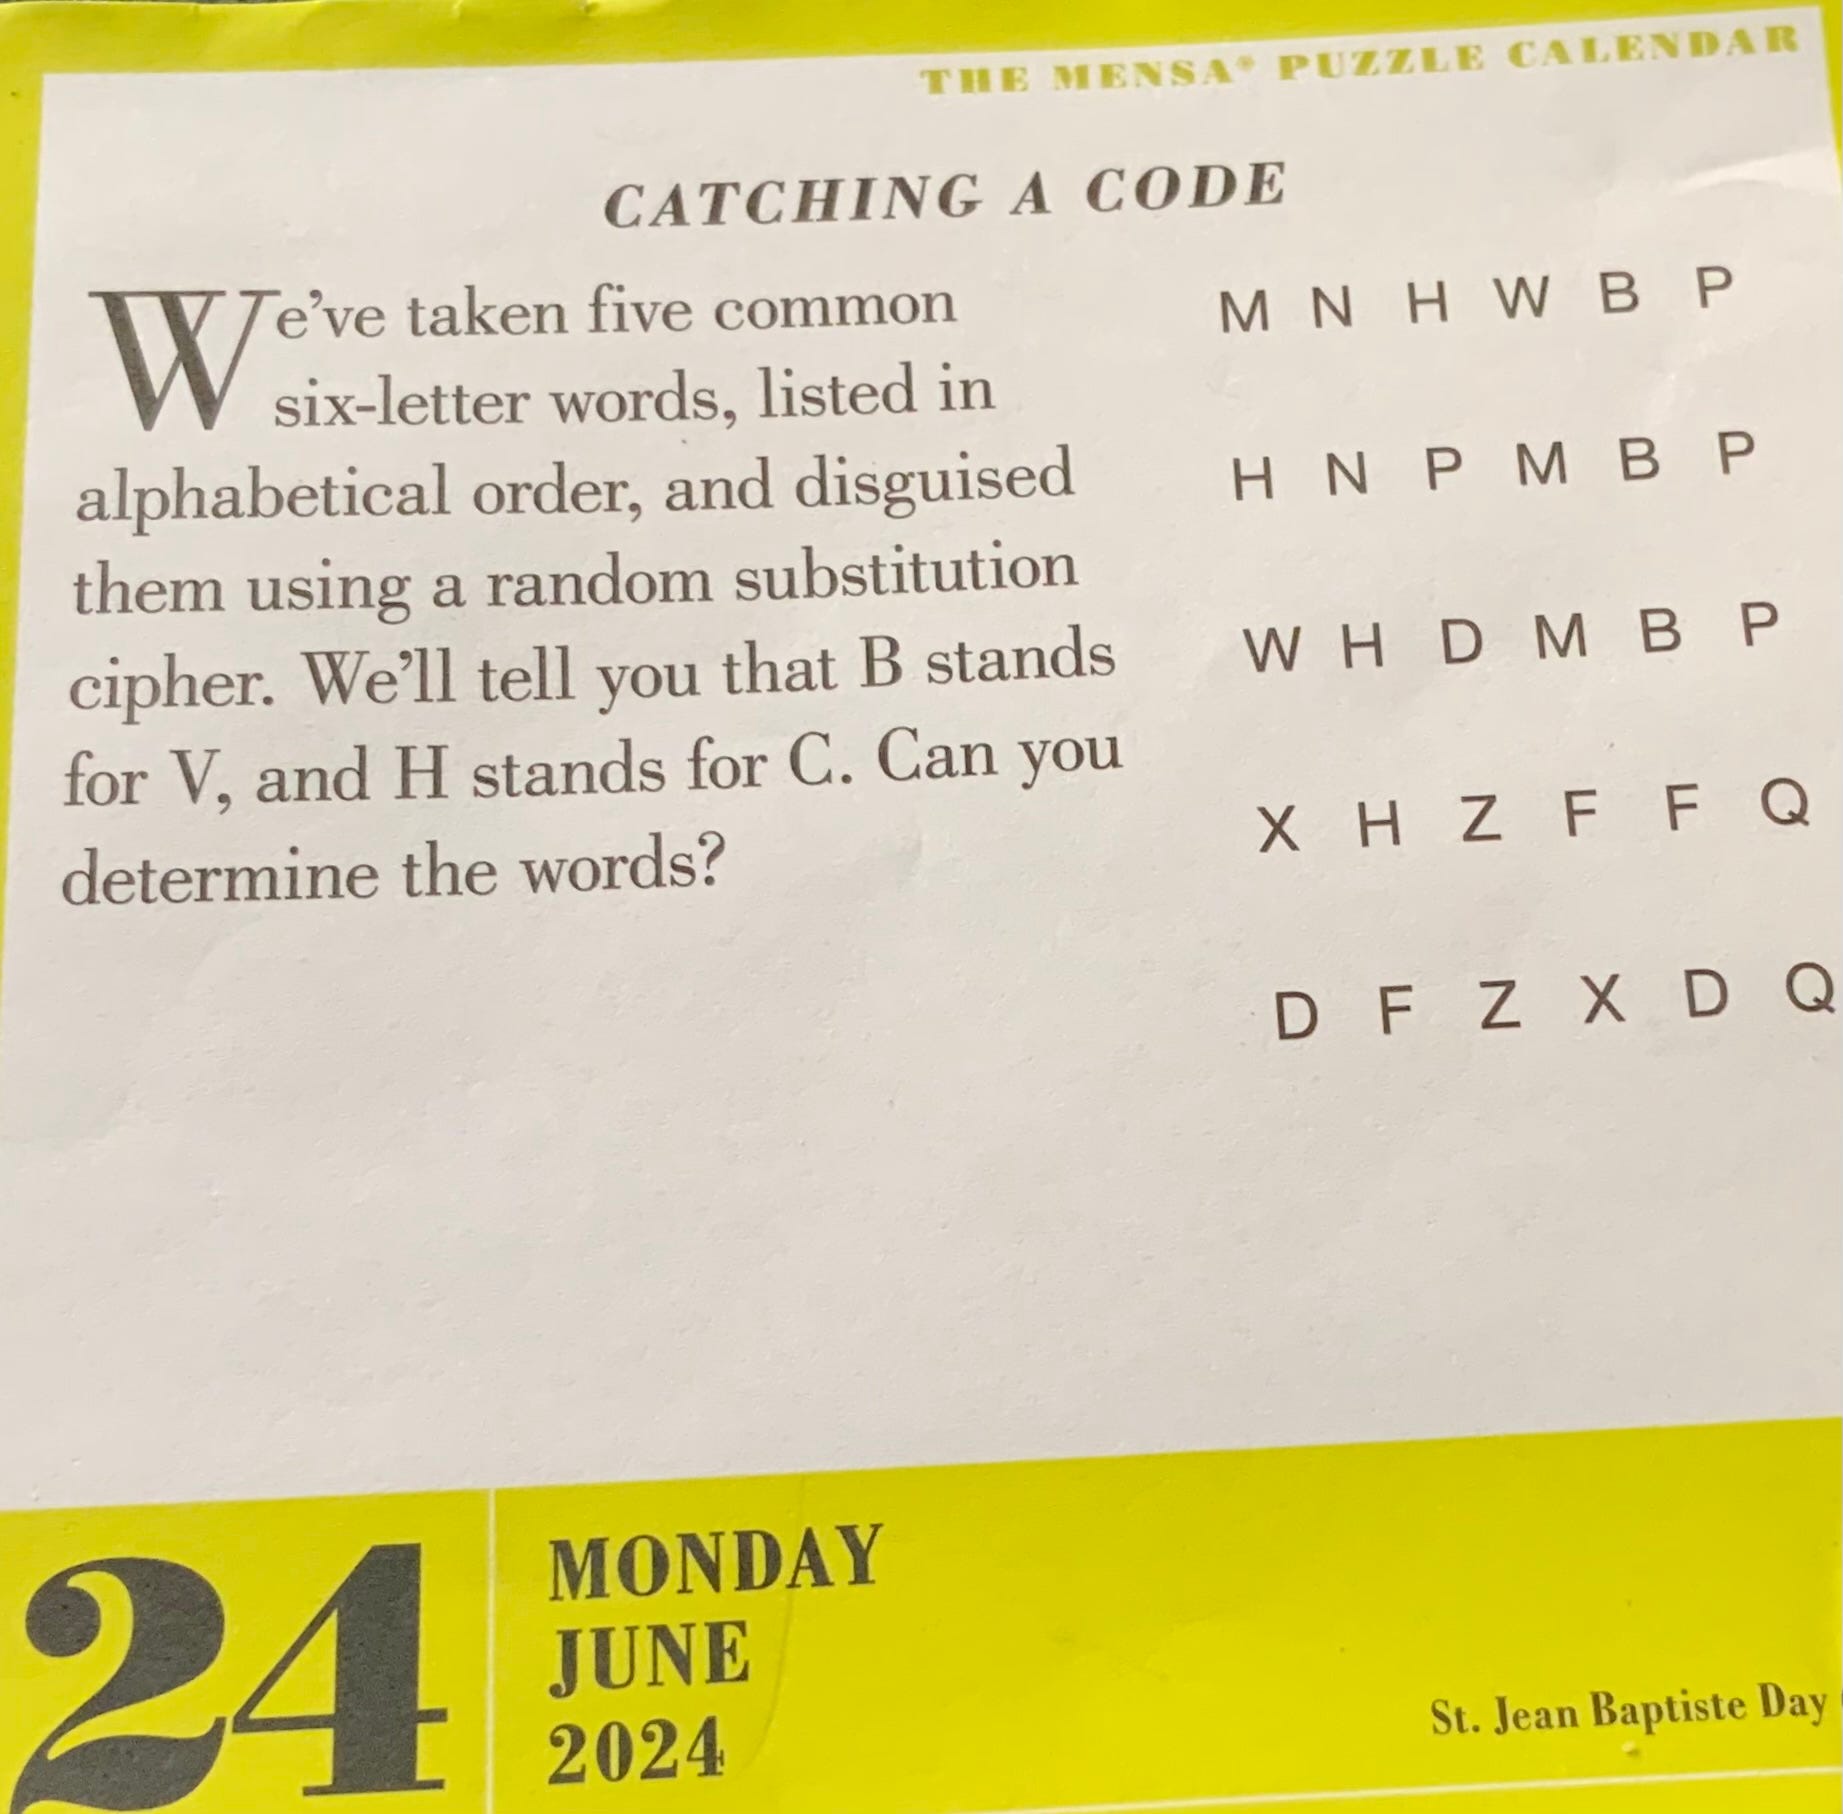 THE MENSA® PUZZLE CALENDAR
CATCHING A CODE
We've taken five common
six-letter words, listed in
alphabetical order, and disguised
them using a random substitution
cipher. We'll tell you that B stands
for V, and H stands for C. Can you
determine the words?
M N H W B P
H N P M B P
W H D M B P
X H Z F F Q
D F Z X D Q
24
MONDAY
JUNE
2024
St. Jean Baptiste Day